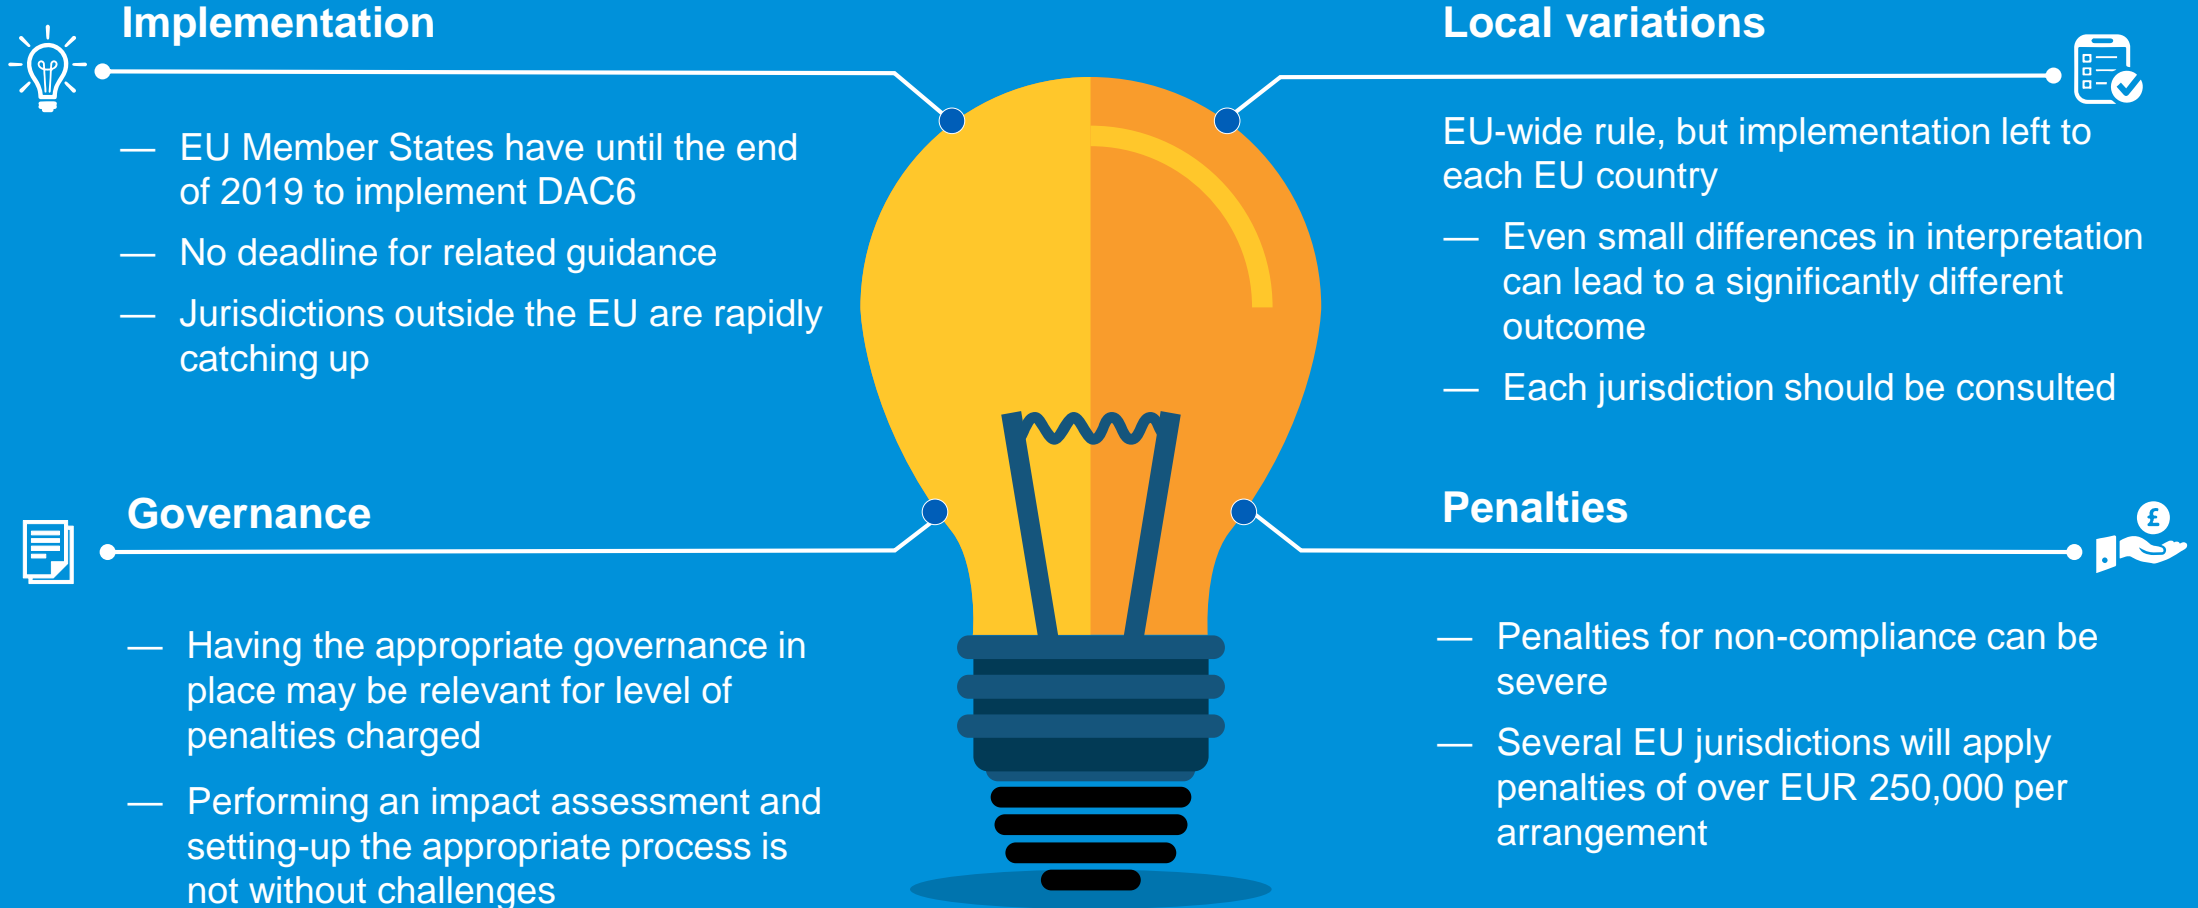 Implementation
— EU Member States have until the end
of 2019 to implement DAC6
— No deadline for related guidance
— Jurisdictions outside the EU are rapidly
catching up
Local variations
EU-wide rule, but implementation left to
each EU country
— Even small differences in interpretation
can lead to a significantly different
outcome
— Each jurisdiction should be consulted
Governance
— Having the appropriate governance in
place may be relevant for level of
penalties charged
— Performing an impact assessment and
setting-up the appropriate process is
not without challenges
Penalties
£
— Penalties for non-compliance can be
severe
— Several EU jurisdictions will apply
penalties of over EUR 250,000 per
arrangement